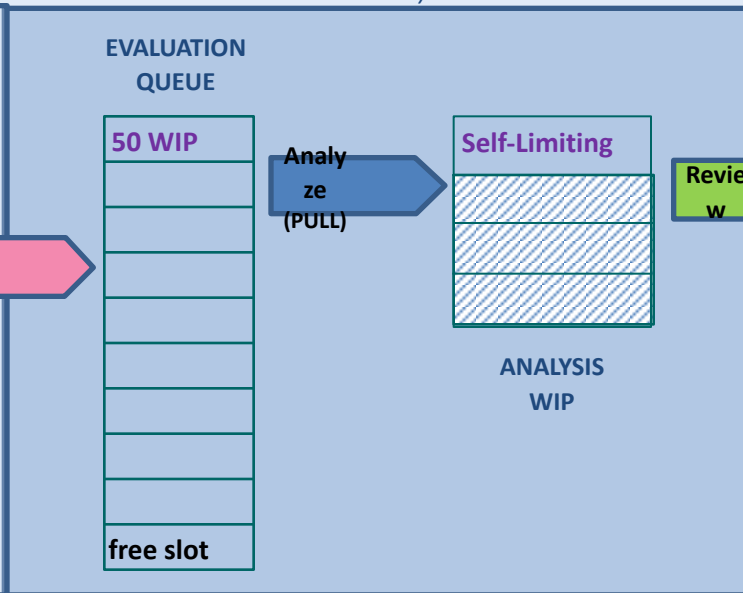 EVALUATION
QUEUE
50 WIP
free slot
Analy
ze
(PULL)
Self-Limiting
ANALYSIS
WIP
Revie
w